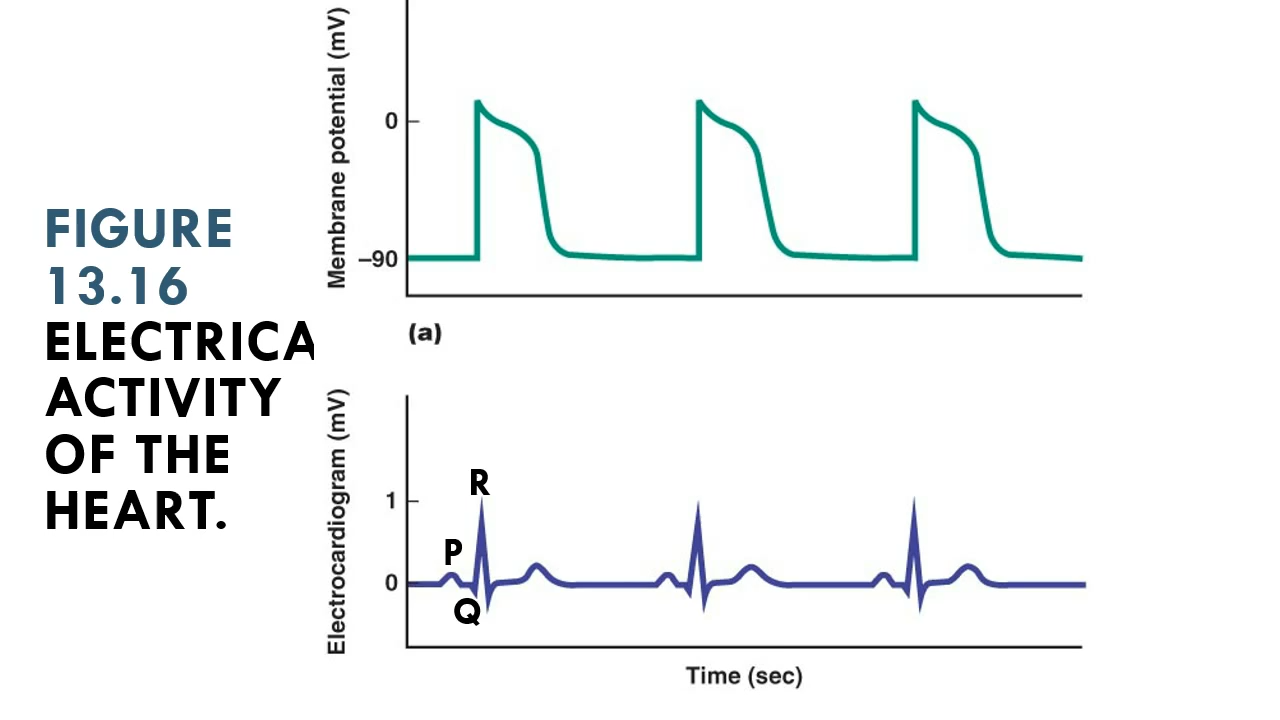 FIGURE
13.16
ELECTRICA
ACTIVITY
OF THE
HEART.
Membrane potential (mV)
0
–90
(a)
Electrocardiogram (mV)
1
0
R
P
Q
Time (sec)